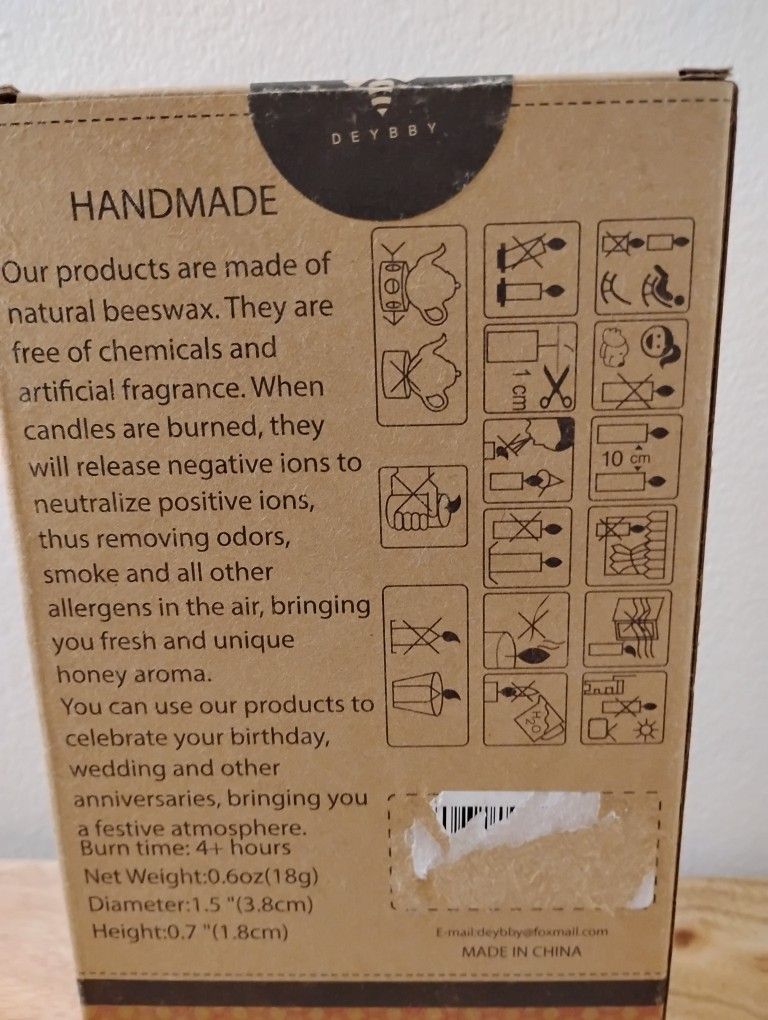 DEYBBY
HANDMADE
Our products are made of
natural beeswax. They are
free of chemicals and
artificial fragrance. When
candles are burned, they
will release negative ions to
neutralize positive ions,
thus removing odors,
smoke and all other
allergens in the air, bringing
you fresh and unique
honey aroma.
You can use our products to
celebrate your birthday,
wedding and other
anniversaries, bringing you
a festive atmosphere.
Burn time: 4+ hours
Net Weight:0.6oz(18g)
Diameter:1.5 "(3.8cm)
Height:0.7 "(1.8cm)
1 cm
10 cm
H2O
E-mail:deybby@foxmail.com
MADE IN CHINA